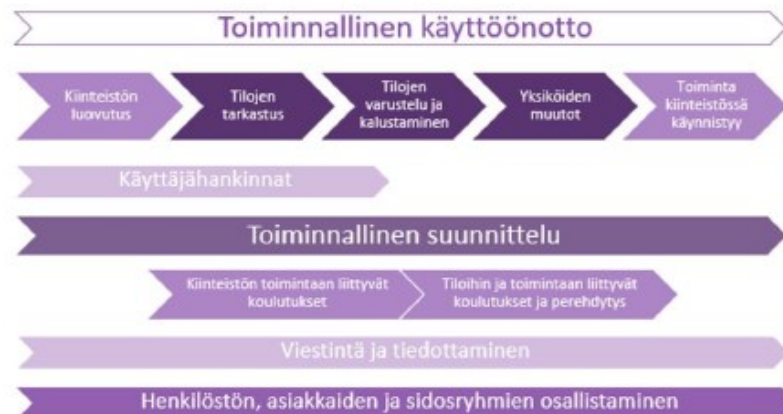 Toiminnallinen käyttöönotto
Kiinteistön
luovutus
Tilojen
tarkastus
Tilojen
varustelu ja
kalustaminen
Yksiköiden
muutot
Toiminta
kiinteistössä
käynnistyy
Käyttäjähankinnat
Toiminnallinen suunnittelu
Kiinteistön toimintaan liittyvät
koulutukset
Tiloihin ja toimintaan liittyvät
koulutukset ja perehdytys
Viestintä ja tiedottaminen
Henkilöstön, asiakkaiden ja sidosryhmien osallistaminen